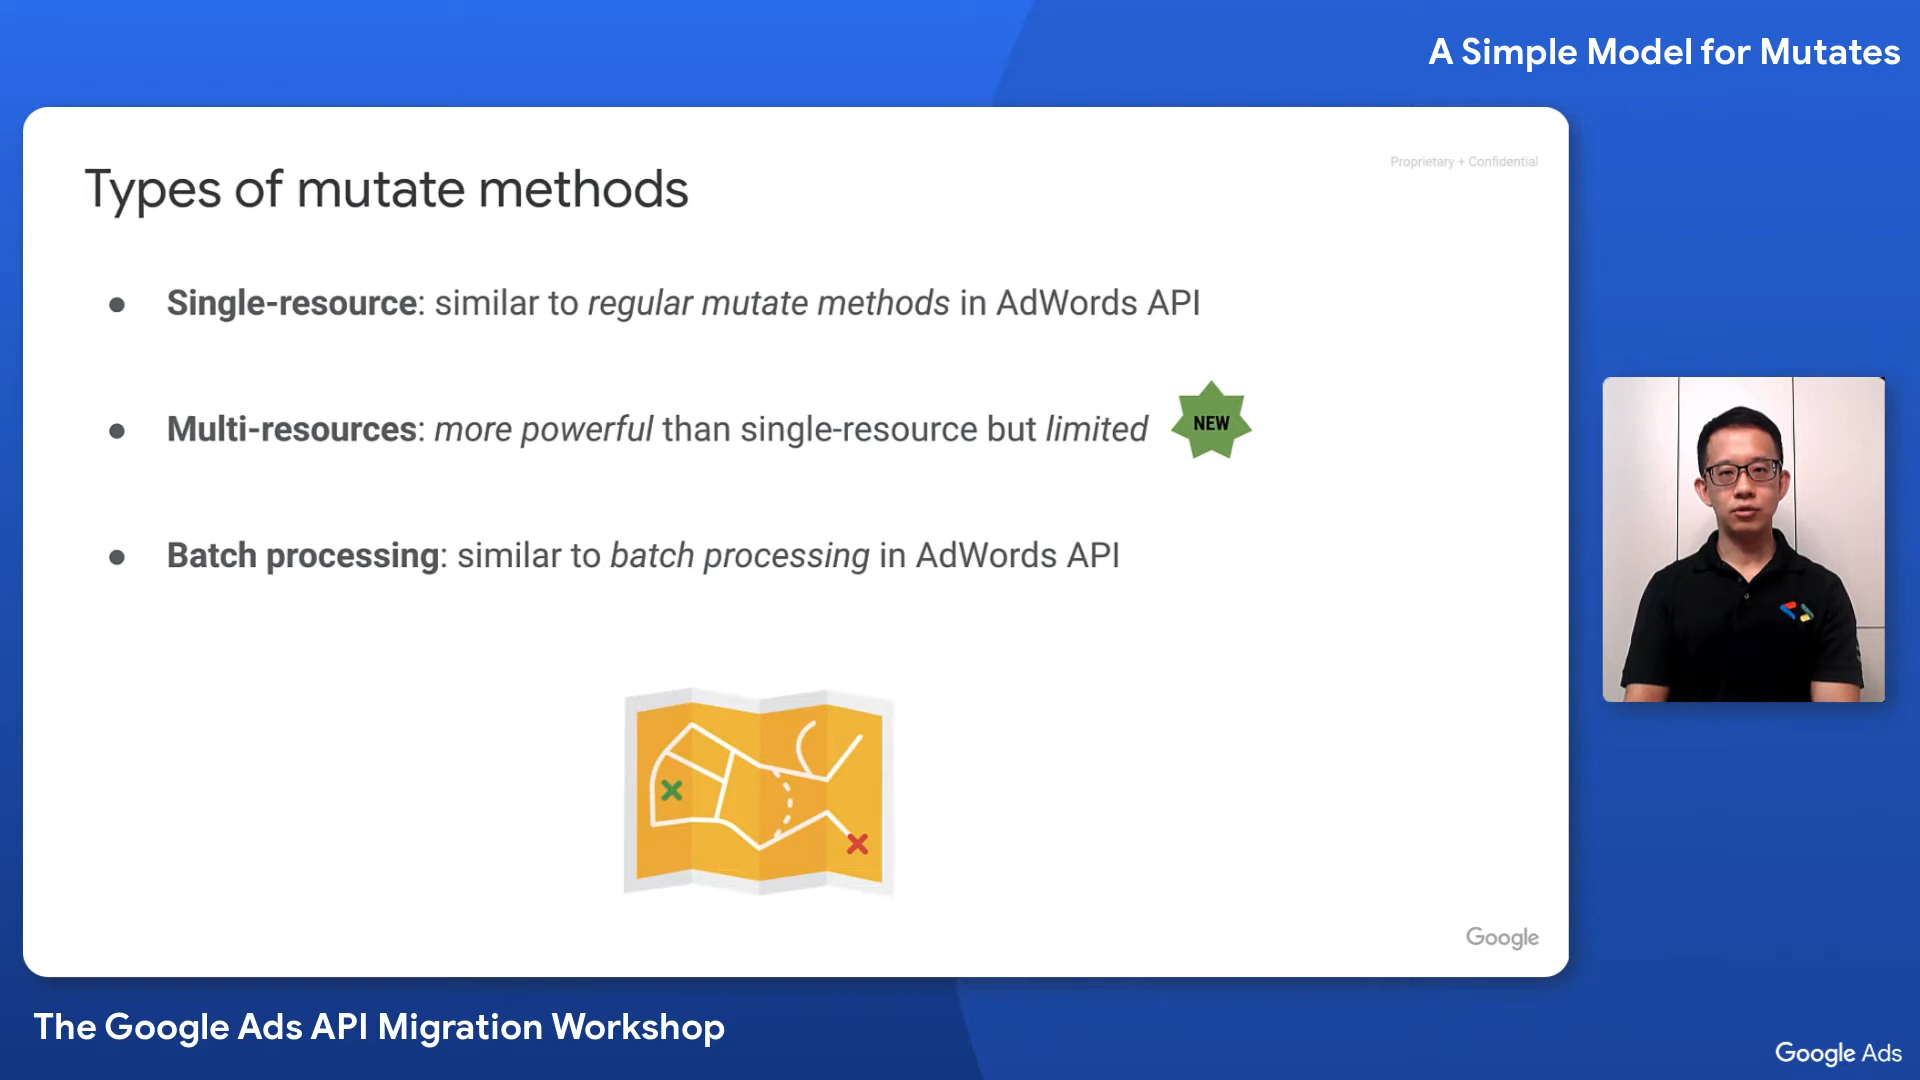 A Simple Model for Mutates
Proprietary + Confidential
Types of mutate methods
● Single-resource: similar to regular mutate methods in AdWords API
● Multi-resources: more powerful than single-resource but limited NEW
● Batch processing: similar to batch processing in AdWords API
Google
The Google Ads API Migration Workshop
Google Ads